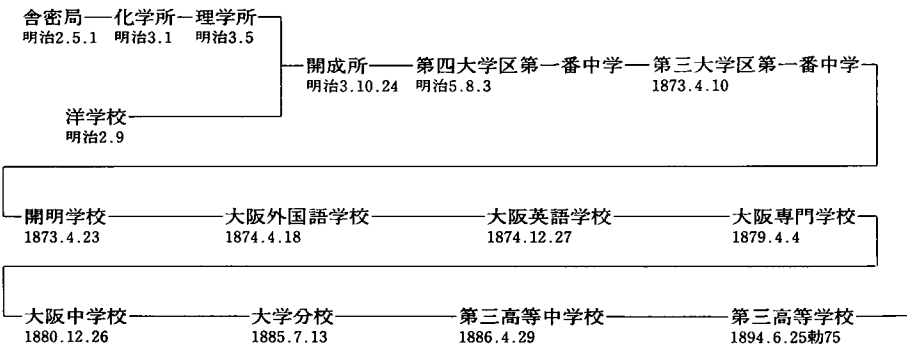 舎密局 化学所 理学所
明治2.5.1 明治3.1 明治3.5
開成所 第四大学区第一番中学 第三大学区第一番中学
明治3.10.24 明治5.8.3 1873.4.10
洋学校
明治2.9
開明学校 大阪外国語学校 大阪英語学校 大阪専門学校
1873.4.23 1874.4.18 1874.12.27 1879.4.4
大阪中学校 大学分校 第三高等中学校 第三高等学校
1880.12.26 1885.7.13 1886.4.29 1894.6.25勅75